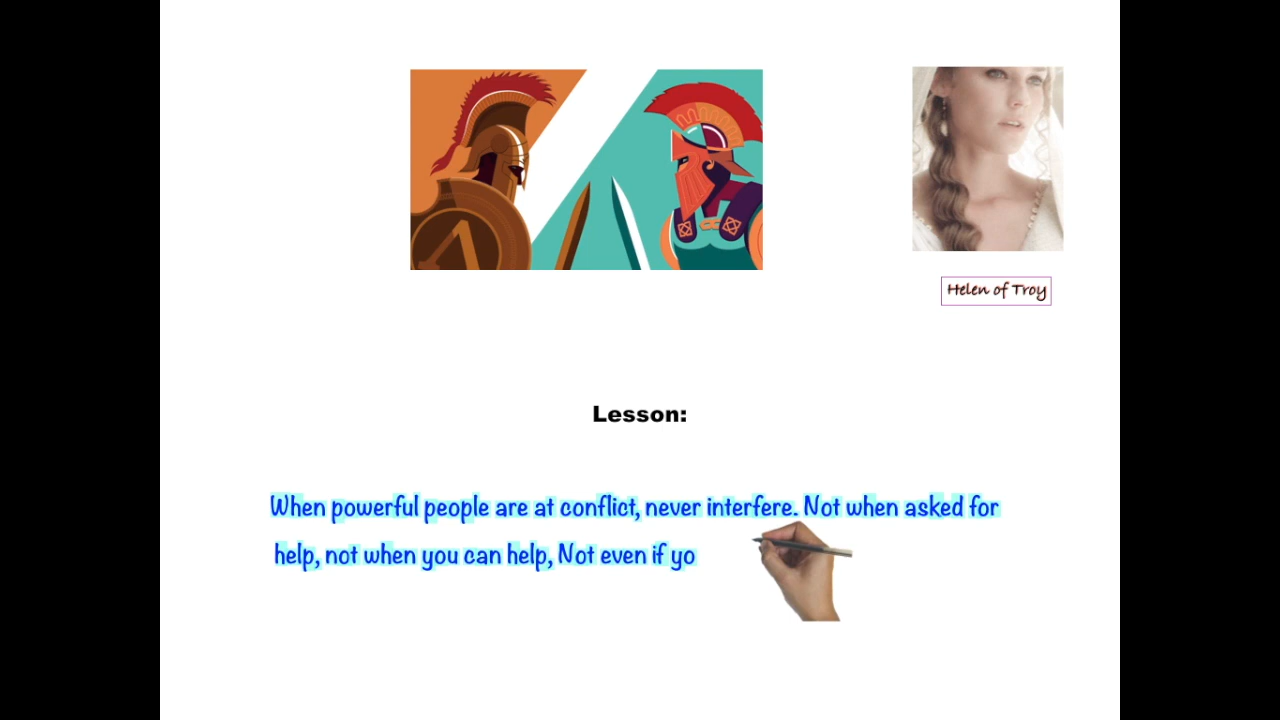 Helen of Troy
Lesson:
When powerful people are at conflict, never interfere. Not when asked for
help, not when you can help, Not even if yo